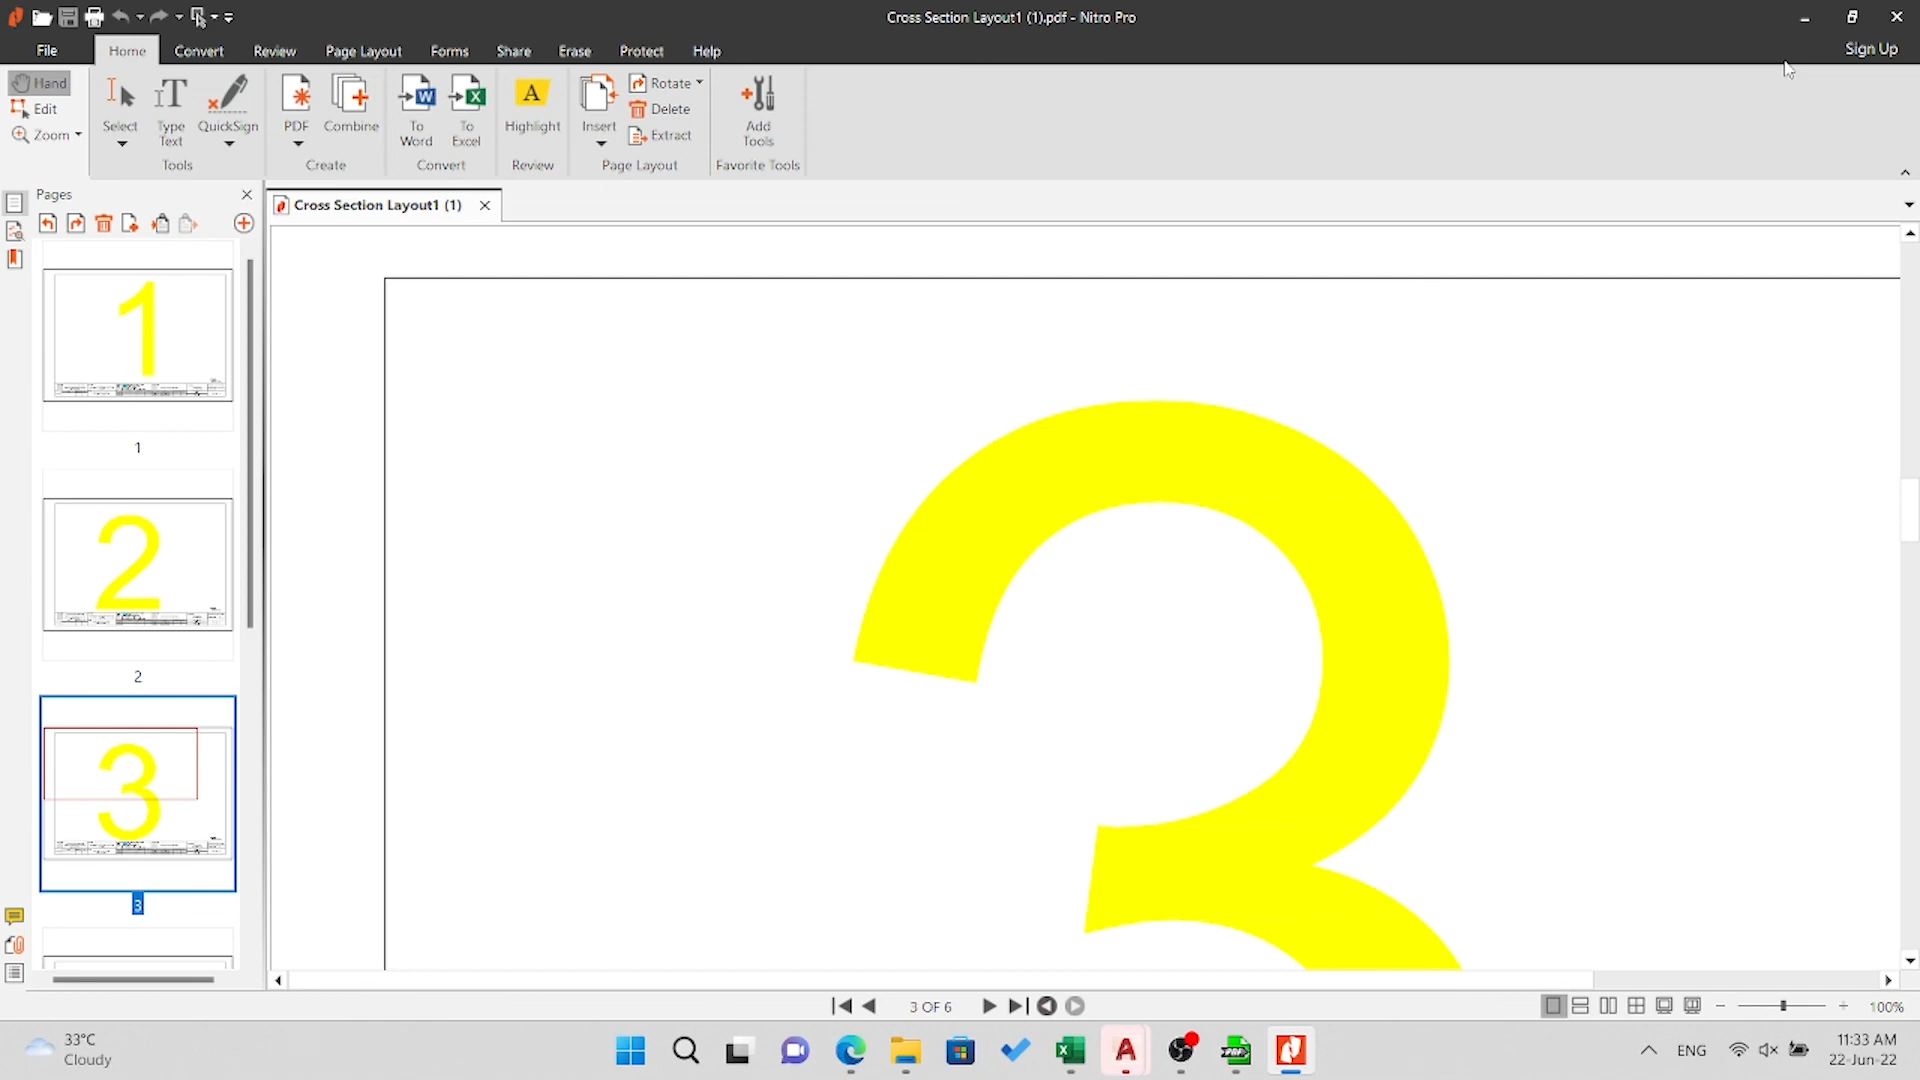 Cross Section Layout1 (1).pdf - Nitro Pro
File
Home
Convert
Review
Page Layout
Forms
Share
Erase
Protect
Help
Sign Up
Hand
Edit
Zoom
Select
Type Text
QuickSign
Tools
PDF
Combine
Create
To Word
To Excel
Convert
Highlight
Review
Insert
Rotate
Delete
Extract
Page Layout
Add Tools
Favorite Tools
Pages
Cross Section Layout1 (1)
1
1
2
2
3
3
3
3 OF 6
100%
33°C
Cloudy
ENG
11:33 AM
22-Jun-22